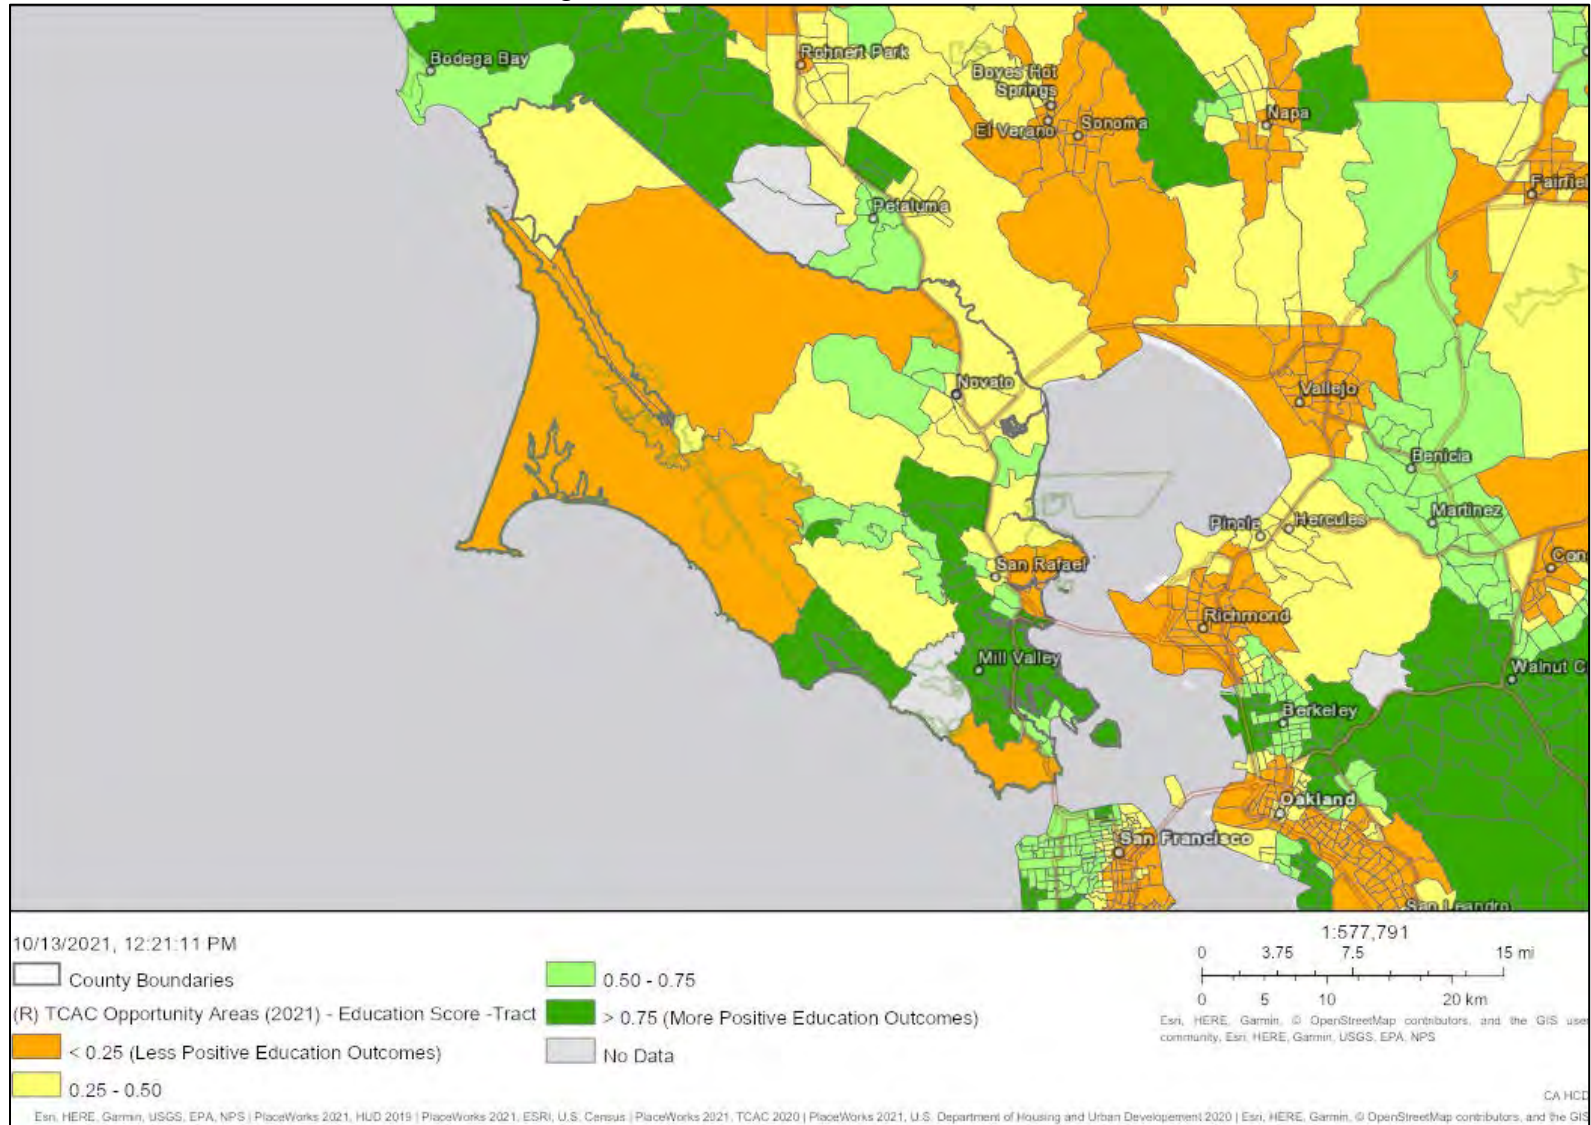 Bodega Bay
Rohnert Park
Boyes Hot
Springs
El Verano
Sonoma
Napa
Petaluma
Novato
Vallejo
Benicia
Martinez
Pinole
Hercules
San Rafael
Richmond
Mill Valley
Walnut C
Berkeley
Oakland
San Francisco
San Leandro
10/13/2021, 12:21:11 PM
County Boundaries
(R) TCAC Opportunity Areas (2021) - Education Score -Tract
< 0.25 (Less Positive Education Outcomes)
0.25 - 0.50
0.50 - 0.75
> 0.75 (More Positive Education Outcomes)
No Data
1:577,791
0 3.75 7.5 15 mi
0 5 10 20 km
Esri, HERE, Garmin, © OpenStreetMap contributors, and the GIS user
community, Esri, HERE, Garmin, USGS, EPA, NPS
CA HCD
Esri, HERE, Garmin, USGS, EPA, NPS | PlaceWorks 2021, HUD 2019 | PlaceWorks 2021, ESRI, U.S. Census | PlaceWorks 2021, TCAC 2020 | PlaceWorks 2021, U.S. Department of Housing and Urban Developement 2020 | Esri, HERE, Garmin, © OpenStreetMap contributors, and the GIS